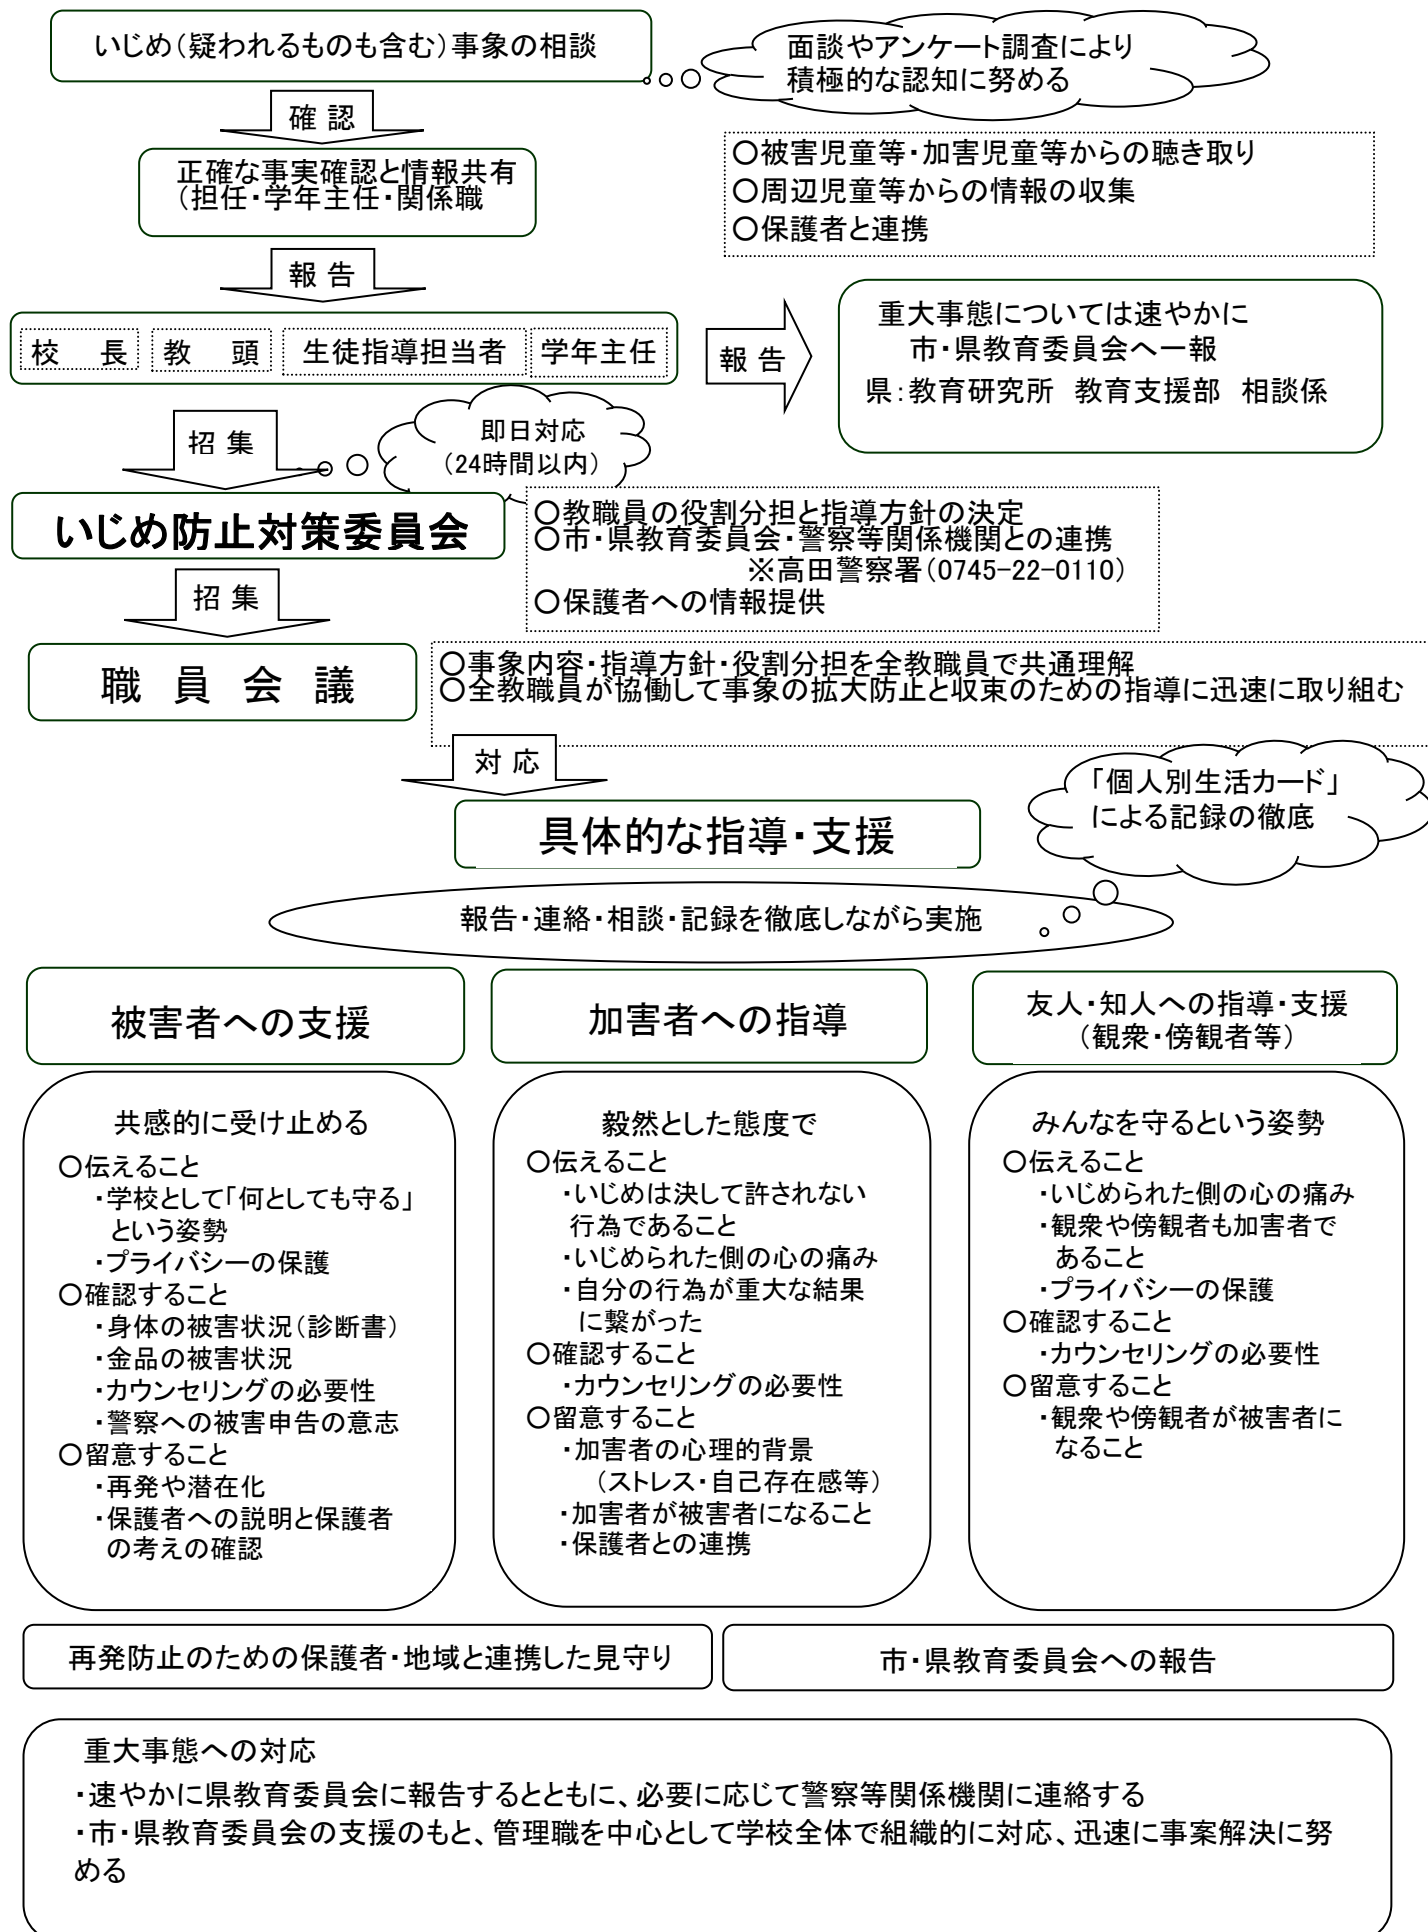 いじめ(疑われるものも含む)事象の相談
面談やアンケート調査により
積極的な認知に努める
確 認
正確な事実確認と情報共有
(担任・学年主任・関係職
○被害児童等・加害児童等からの聴き取り
○周辺児童等からの情報の収集
○保護者と連携
報 告
校 長 教 頭 生徒指導担当者 学年主任
報 告
重大事態については速やかに
市・県教育委員会へ一報
県:教育研究所 教育支援部 相談係
招 集
即日対応
(24時間以内)
いじめ防止対策委員会
○教職員の役割分担と指導方針の決定
○市・県教育委員会・警察等関係機関との連携
※高田警察署(0745-22-0110)
○保護者への情報提供
招 集
職 員 会 議
○事象内容・指導方針・役割分担を全教職員で共通理解
○全教職員が協働して事象の拡大防止と収束のための指導に迅速に取り組む
対 応
「個人別生活カード」
による記録の徹底
具体的な指導・支援
報告・連絡・相談・記録を徹底しながら実施
被害者への支援
共感的に受け止める
○伝えること
・学校として「何としても守る」
という姿勢
・プライバシーの保護
○確認すること
・身体の被害状況(診断書)
・金品の被害状況
・カウンセリングの必要性
・警察への被害申告の意志
○留意すること
・再発や潜在化
・保護者への説明と保護者
の考えの確認
加害者への指導
毅然とした態度で
○伝えること
・いじめは決して許されない
行為であること
・いじめられた側の心の痛み
・自分の行為が重大な結果
に繋がった
○確認すること
・カウンセリングの必要性
○留意すること
・加害者の心理的背景
(ストレス・自己存在感等)
・加害者が被害者になること
・保護者との連携
友人・知人への指導・支援
(観衆・傍観者等)
みんなを守るという姿勢
○伝えること
・いじめられた側の心の痛み
・観衆や傍観者も加害者で
あること
・プライバシーの保護
○確認すること
・カウンセリングの必要性
○留意すること
・観衆や傍観者が被害者に
なること
再発防止のための保護者・地域と連携した見守り
市・県教育委員会への報告
重大事態への対応
・速やかに県教育委員会に報告するとともに、必要に応じて警察等関係機関に連絡する
・市・県教育委員会の支援のもと、管理職を中心として学校全体で組織的に対応、迅速に事案解決に努
める